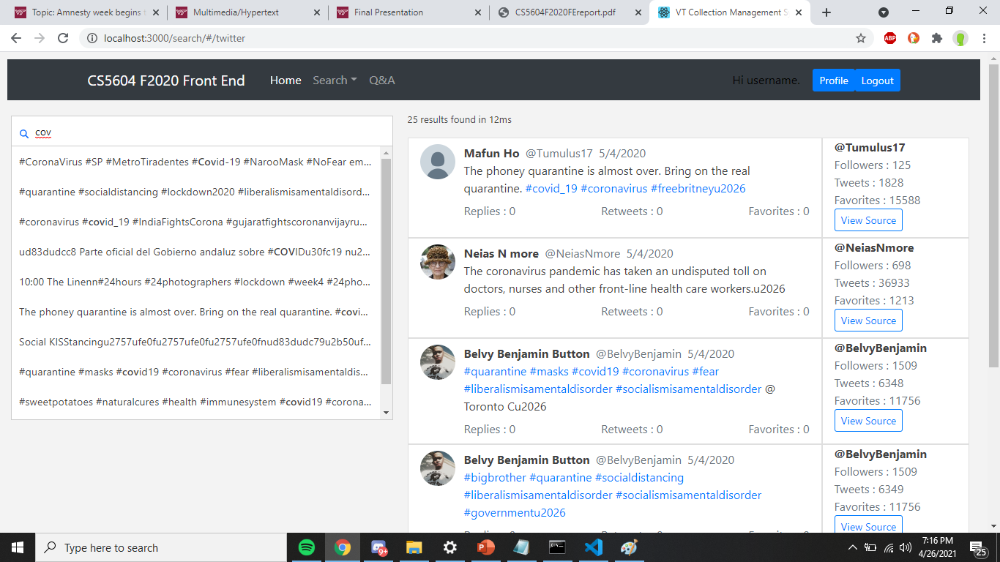 Topic: Amnesty week begins t
Multimedia/Hypertext
Final Presentation
CS5604F2020FEreport.pdf
VT Collection Management S
localhost:3000/search/#/twitter
ABP
CS5604 F2020 Front End
Home
Search
Q&A
Hi username.
Profile
Logout
cov
#CoronaVirus #SP #MetroTiradentes #Covid-19 #NarooMask #NoFear em...
#quarantine #socialdistancing #lockdown2020 #liberalismisamentaldisord...
#coronavirus #covid_19 #IndiaFightsCorona #gujaratfightscoronanvijayru...
ud83dudcc8 Parte oficial del Gobierno andaluz sobre #COVIDu30fc19 nu2...
10:00 The Linenn#24hours #24photographers #lockdown #week4 #24pho...
The phoney quarantine is almost over. Bring on the real quarantine. #covi...
Social KISStancingu2757ufe0fu2757ufe0fu2757ufe0fnud83dudc79u2b50uf...
#quarantine #masks #covid19 #coronavirus #fear #liberalismisamentaldis...
#sweetpotatoes #naturalcures #health #immunesystem #covid19 #corona...
25 results found in 12ms
Mafun Ho @Tumulus17 5/4/2020
The phoney quarantine is almost over. Bring on the real
quarantine. #covid_19 #coronavirus #freebritneyu2026
Replies : 0 Retweets : 0 Favorites : 0
@Tumulus17
Followers : 125
Tweets : 1828
Favorites : 15588
View Source
Neias N more @NeiasNmore 5/4/2020
The coronavirus pandemic has taken an undisputed toll on
doctors, nurses and other front-line health care workers.u2026
Replies : 0 Retweets : 0 Favorites : 0
@NeiasNmore
Followers : 698
Tweets : 36933
Favorites : 1213
View Source
Belvy Benjamin Button @BelvyBenjamin 5/4/2020
#quarantine #masks #covid19 #coronavirus #fear
#liberalismisamentaldisorder #socialismisamentaldisorder @
Toronto Cu2026
Replies : 0 Retweets : 0 Favorites : 0
@BelvyBenjamin
Followers : 1509
Tweets : 6348
Favorites : 11756
View Source
Belvy Benjamin Button @BelvyBenjamin 5/4/2020
#bigbrother #quarantine #socialdistancing
#liberalismisamentaldisorder #socialismisamentaldisorder
#governmentu2026
Replies : 0 Retweets : 0 Favorites : 0
@BelvyBenjamin
Followers : 1509
Tweets : 6349
Favorites : 11756
View Source
Type here to search
9+
7:16 PM
4/26/2021
25